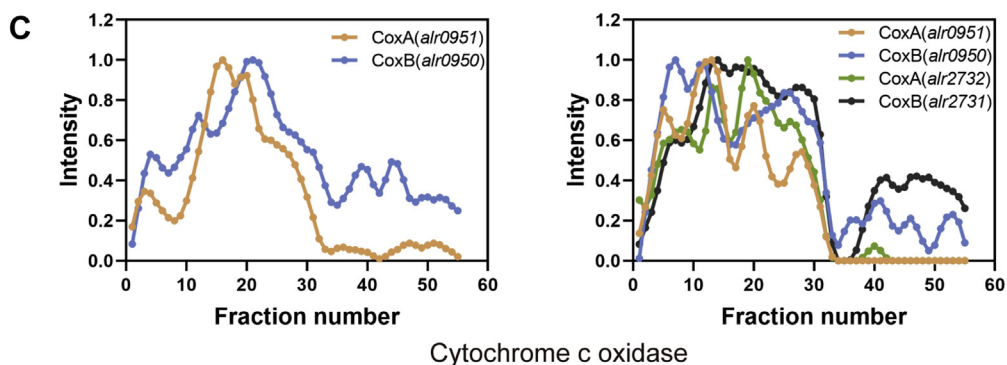 C
1.2
1.0
0.8
0.6
0.4
0.2
0.0
Intensity
0 10 20 30 40 50 60
Fraction number
CoxA(alr0951)
CoxB(alr0950)
1.2
1.0
0.8
0.6
0.4
0.2
0.0
Intensity
0 10 20 30 40 50 60
Fraction number
CoxA(alr0951)
CoxB(alr0950)
CoxA(alr2732)
CoxB(alr2731)
Cytochrome c oxidase